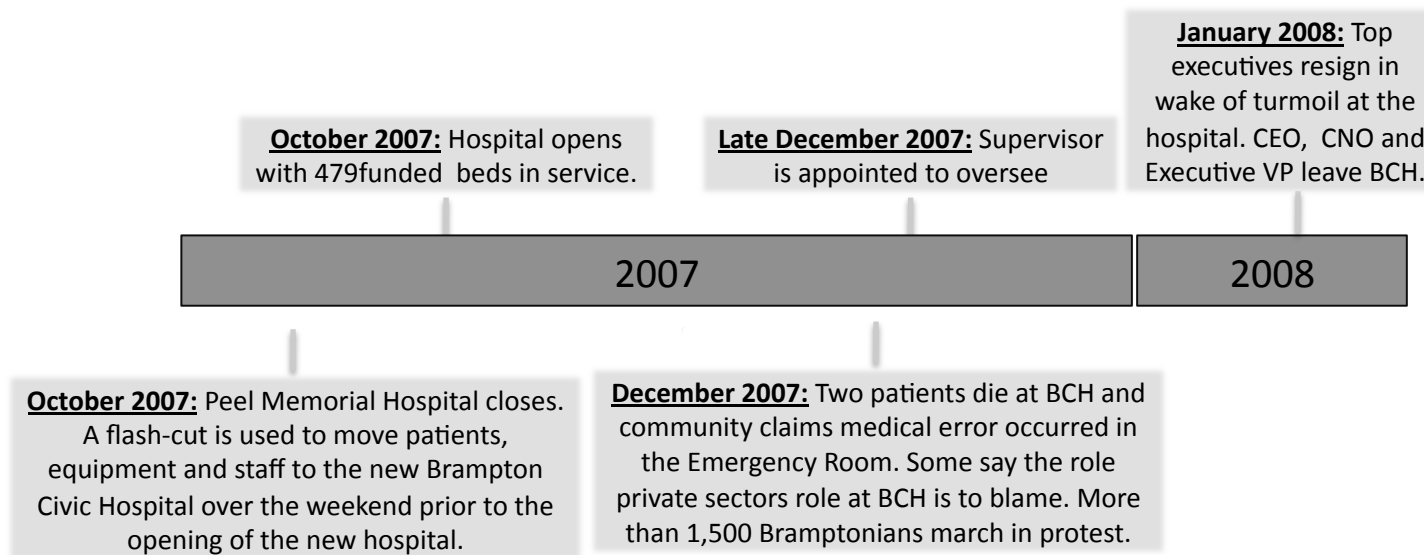 January 2008: Top
executives resign in
wake of turmoil at the
hospital. CEO, CNO and
Executive VP leave BCH.
October 2007: Hospital opens
with 479funded beds in service.
Late December 2007: Supervisor
is appointed to oversee
2007
2008
October 2007: Peel Memorial Hospital closes.
A flash-cut is used to move patients,
equipment and staff to the new Brampton
Civic Hospital over the weekend prior to the
opening of the new hospital.
December 2007: Two patients die at BCH and
community claims medical error occurred in
the Emergency Room. Some say the role
private sectors role at BCH is to blame. More
than 1,500 Bramptonians march in protest.